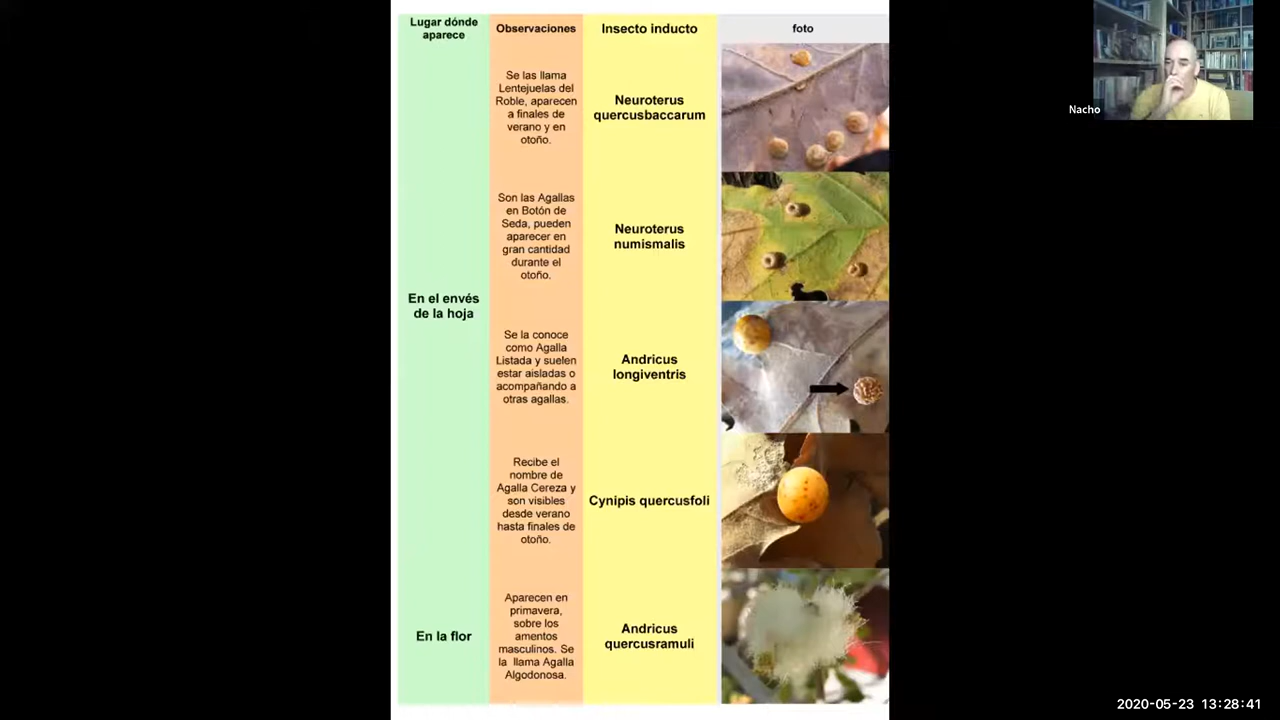 Lugar dónde
aparece
Observaciones
Insecto inducto
foto
Se las llama
Lentejuelas del
Roble, aparecen
a finales de
verano y en
otoño.
Neuroterus
quercusbaccarum
Son las Agallas
en Botón de
Seda, pueden
aparecer en
gran cantidad
durante el
otoño.
Neuroterus
numismalis
En el envés
de la hoja
Se la conoce
como Agalla
Listada y suelen
estar aisladas o
acompañando a
otras agallas.
Andricus
longiventris
Recibe el
nombre de
Agalla Cereza y
son visibles
desde verano
hasta finales de
otoño.
Cynipis quercusfoli
En la flor
Aparecen en
primavera,
sobre los
amentos
masculinos. Se
la llama Agalla
Algodonosa.
Andricus
quercusramuli
Nacho
2020-05-23 13:28:41